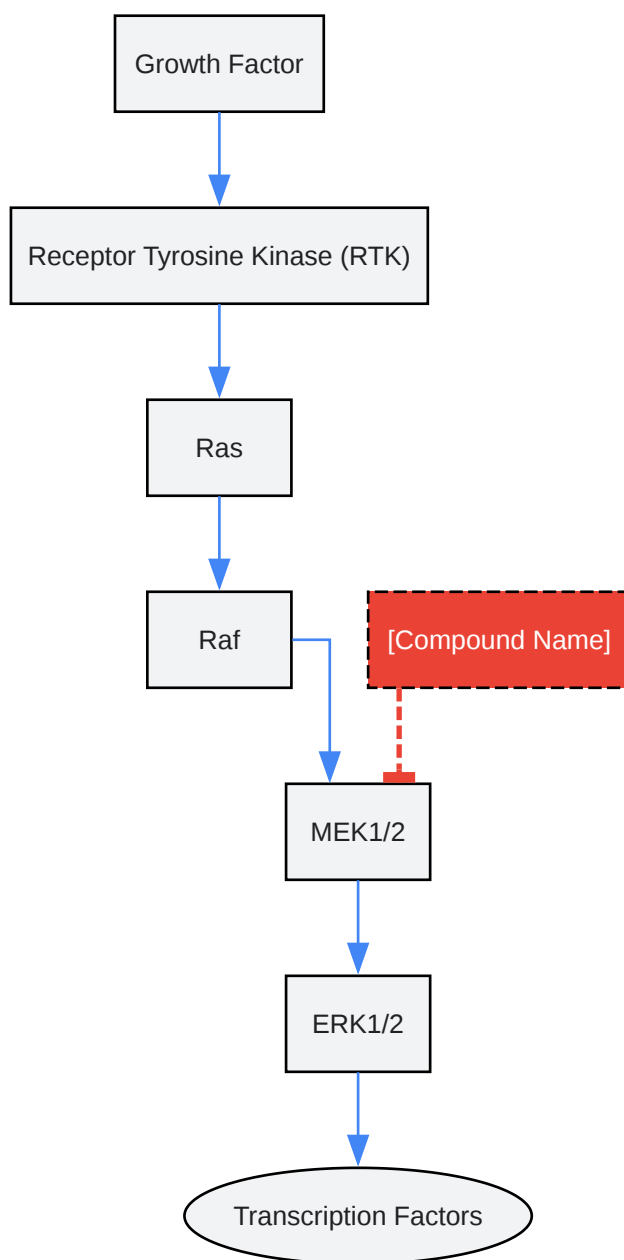 Growth Factor
Receptor Tyrosine Kinase (RTK)
Ras
Raf
[Compound Name]
MEK1/2
ERK1/2
Transcription Factors